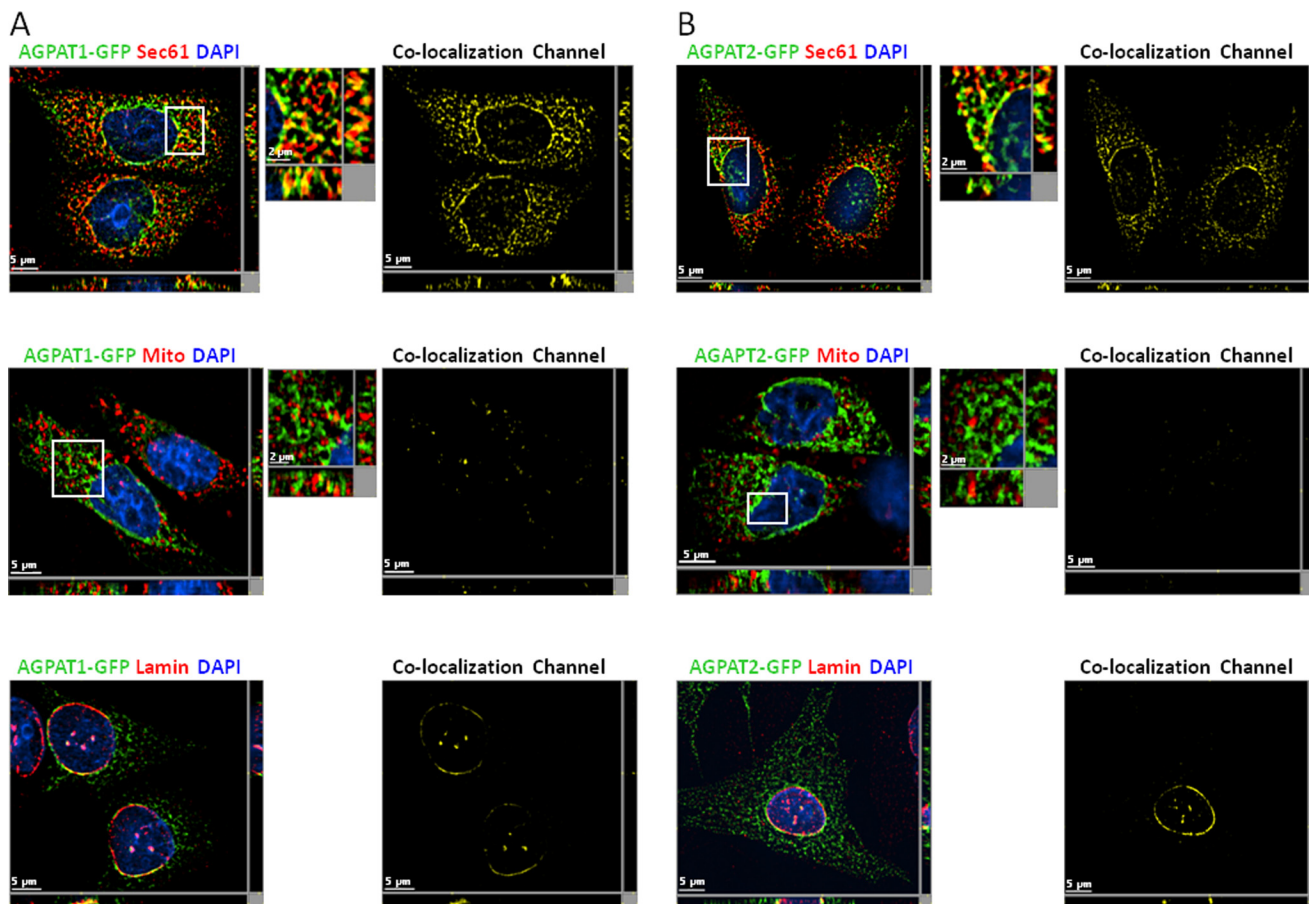 A
B
AGPAT1-GFP Sec61 DAPI
Co-localization Channel
AGPAT2-GFP Sec61 DAPI
Co-localization Channel
2 µm
2 µm
5 µm
5 µm
5 µm
5 µm
AGPAT1-GFP Mito DAPI
Co-localization Channel
AGAPT2-GFP Mito DAPI
Co-localization Channel
2 µm
2 µm
5 µm
5 µm
5 µm
5 µm
AGPAT1-GFP Lamin DAPI
Co-localization Channel
AGPAT2-GFP Lamin DAPI
Co-localization Channel
5 µm
5 µm
5 µm
5 µm